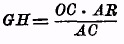 GH = OC · AR / AC